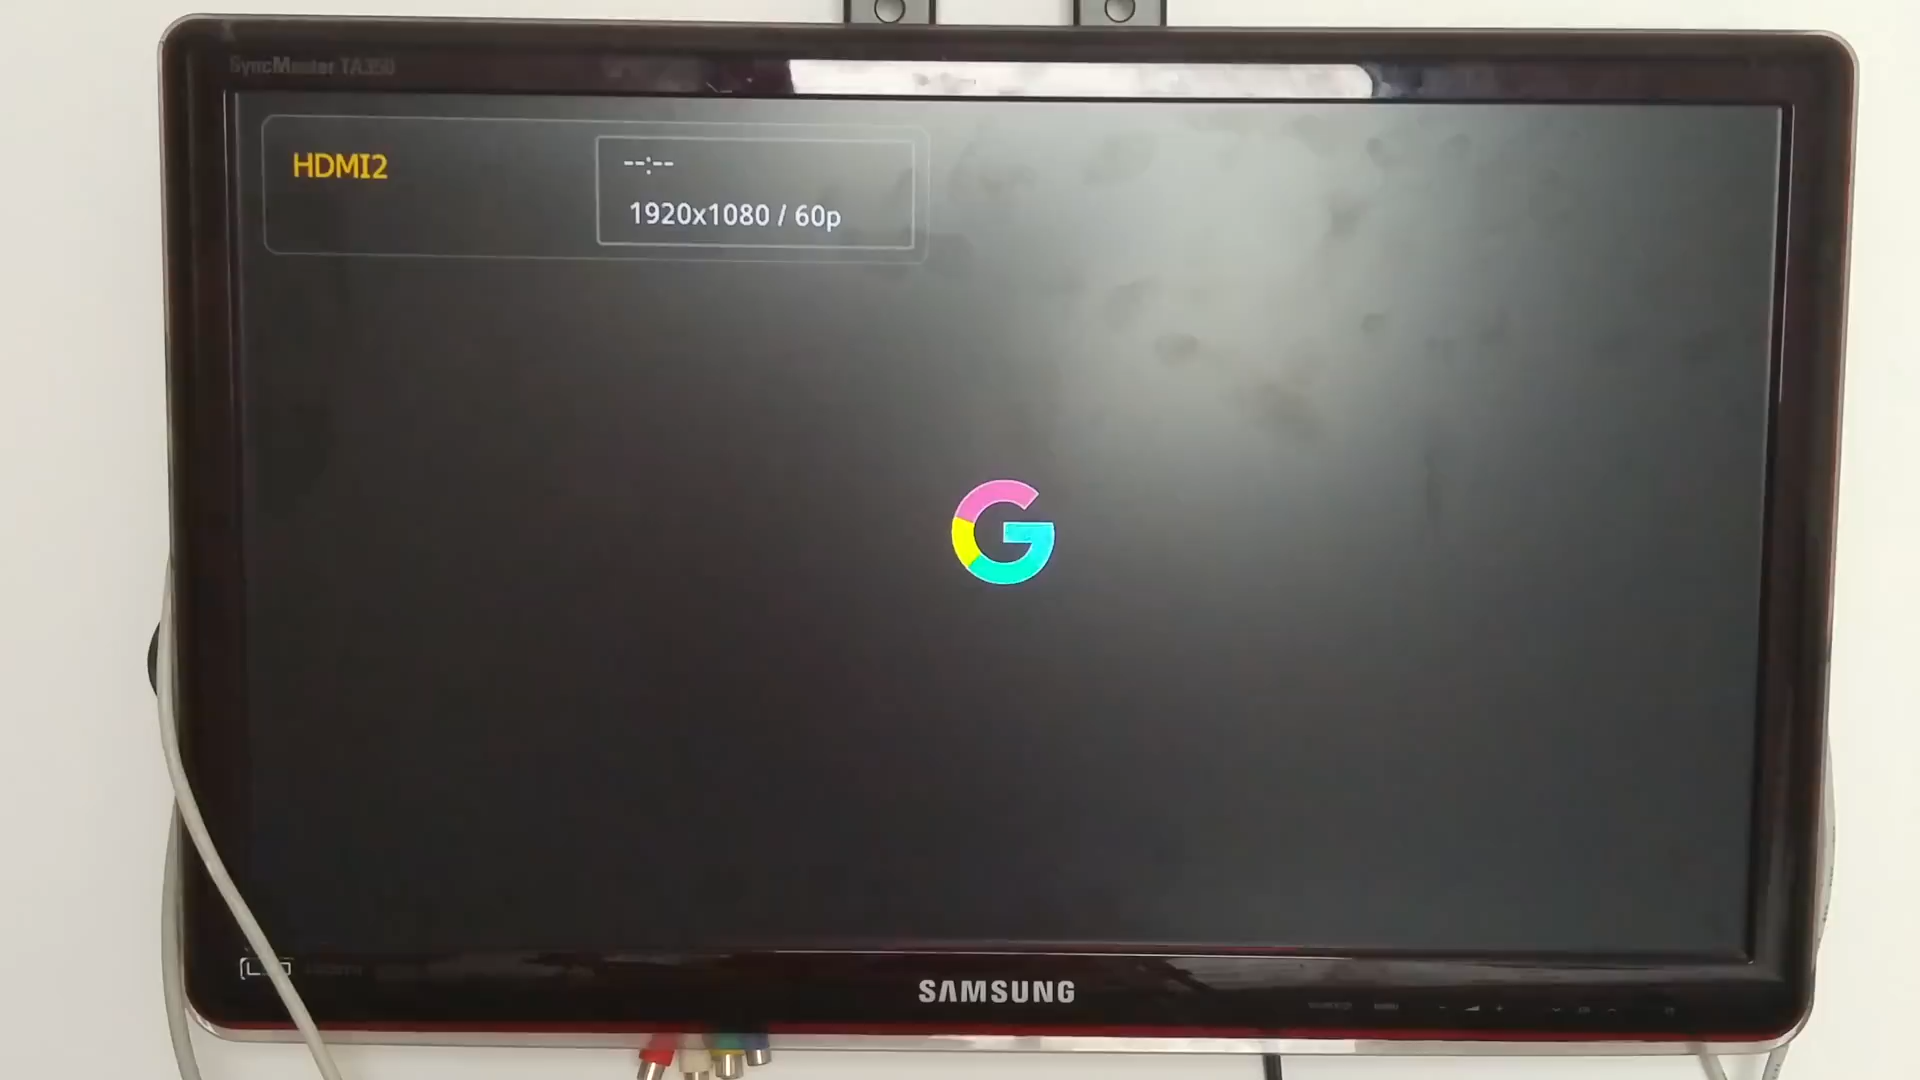 SyncMaster TA350
HDMI2
--:--
1920x1080 / 60p
G
SAMSUNG